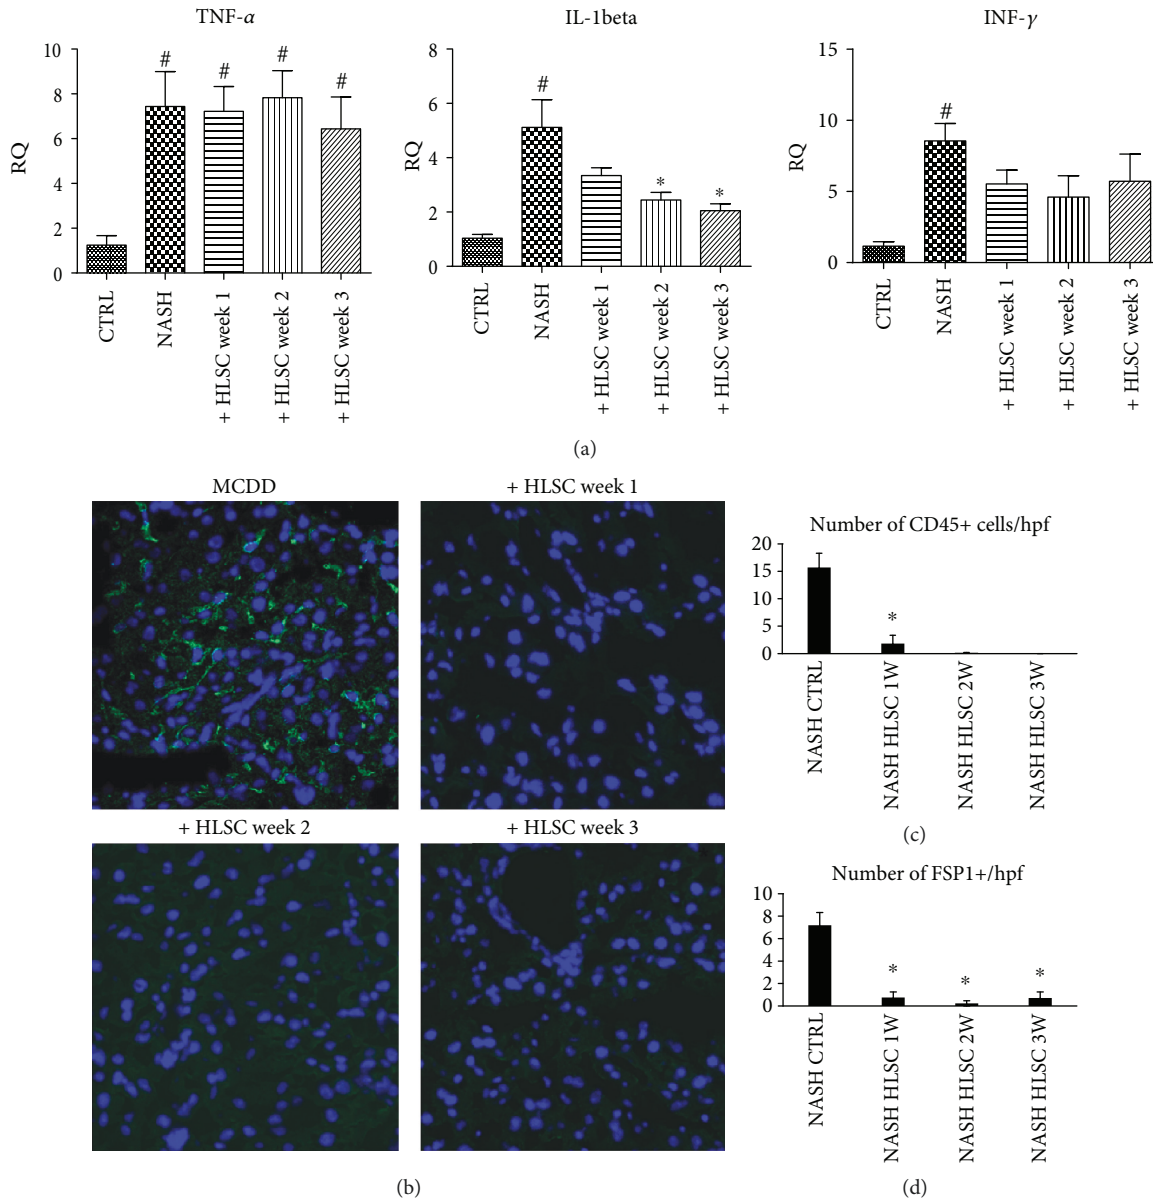 TNF-α
10
8
6
4
2
0
RQ
#
#
#
#
CTRL
NASH
+ HLSC week 1
+ HLSC week 2
+ HLSC week 3
IL-1beta
8
6
4
2
0
RQ
#
*
*
CTRL
NASH
+ HLSC week 1
+ HLSC week 2
+ HLSC week 3
INF-γ
15
10
5
0
RQ
#
CTRL
NASH
+ HLSC week 1
+ HLSC week 2
+ HLSC week 3
(a)
MCDD
+ HLSC week 1
+ HLSC week 2
+ HLSC week 3
(b)
Number of CD45+ cells/hpf
20
15
10
5
0
*
NASH CTRL
NASH HLSC 1W
NASH HLSC 2W
NASH HLSC 3W
(c)
Number of FSP1+/hpf
10
8
6
4
2
0
*
*
*
NASH CTRL
NASH HLSC 1W
NASH HLSC 2W
NASH HLSC 3W
(d)